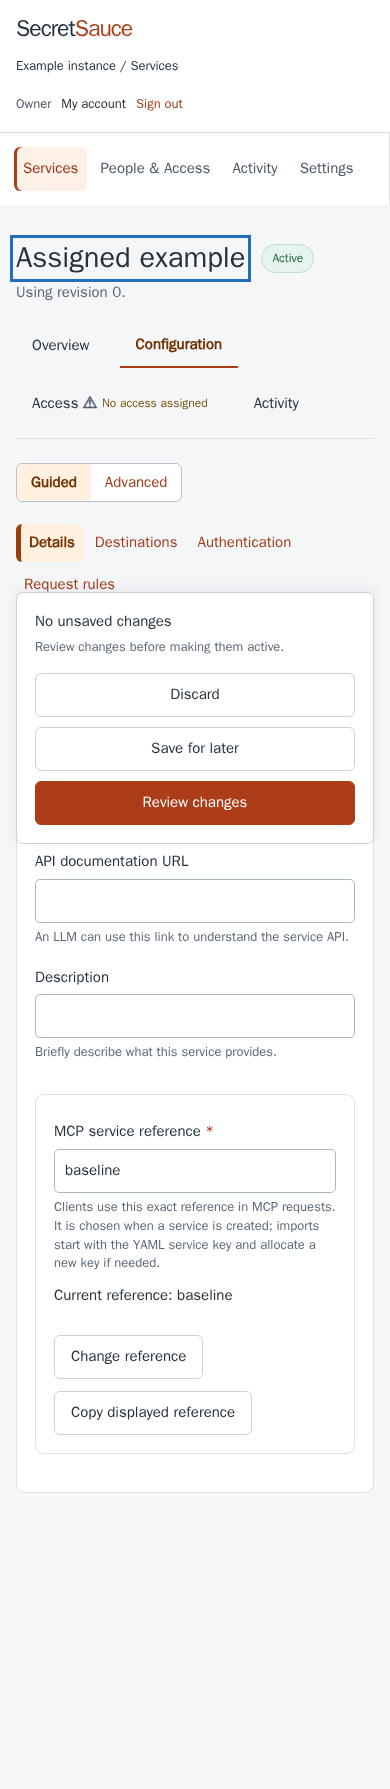 SecretSauce
Example instance / Services
Owner My account Sign out
Services People & Access Activity Settings
Assigned example Active
Using revision 0.
Overview Configuration
Access ⚠ No access assigned Activity
Guided Advanced
Details Destinations Authentication
Request rules
No unsaved changes
Review changes before making them active.
Discard
Save for later
Review changes
API documentation URL
An LLM can use this link to understand the service API.
Description
Briefly describe what this service provides.
MCP service reference *
baseline
Clients use this exact reference in MCP requests.
It is chosen when a service is created; imports
start with the YAML service key and allocate a
new key if needed.
Current reference: baseline
Change reference
Copy displayed reference